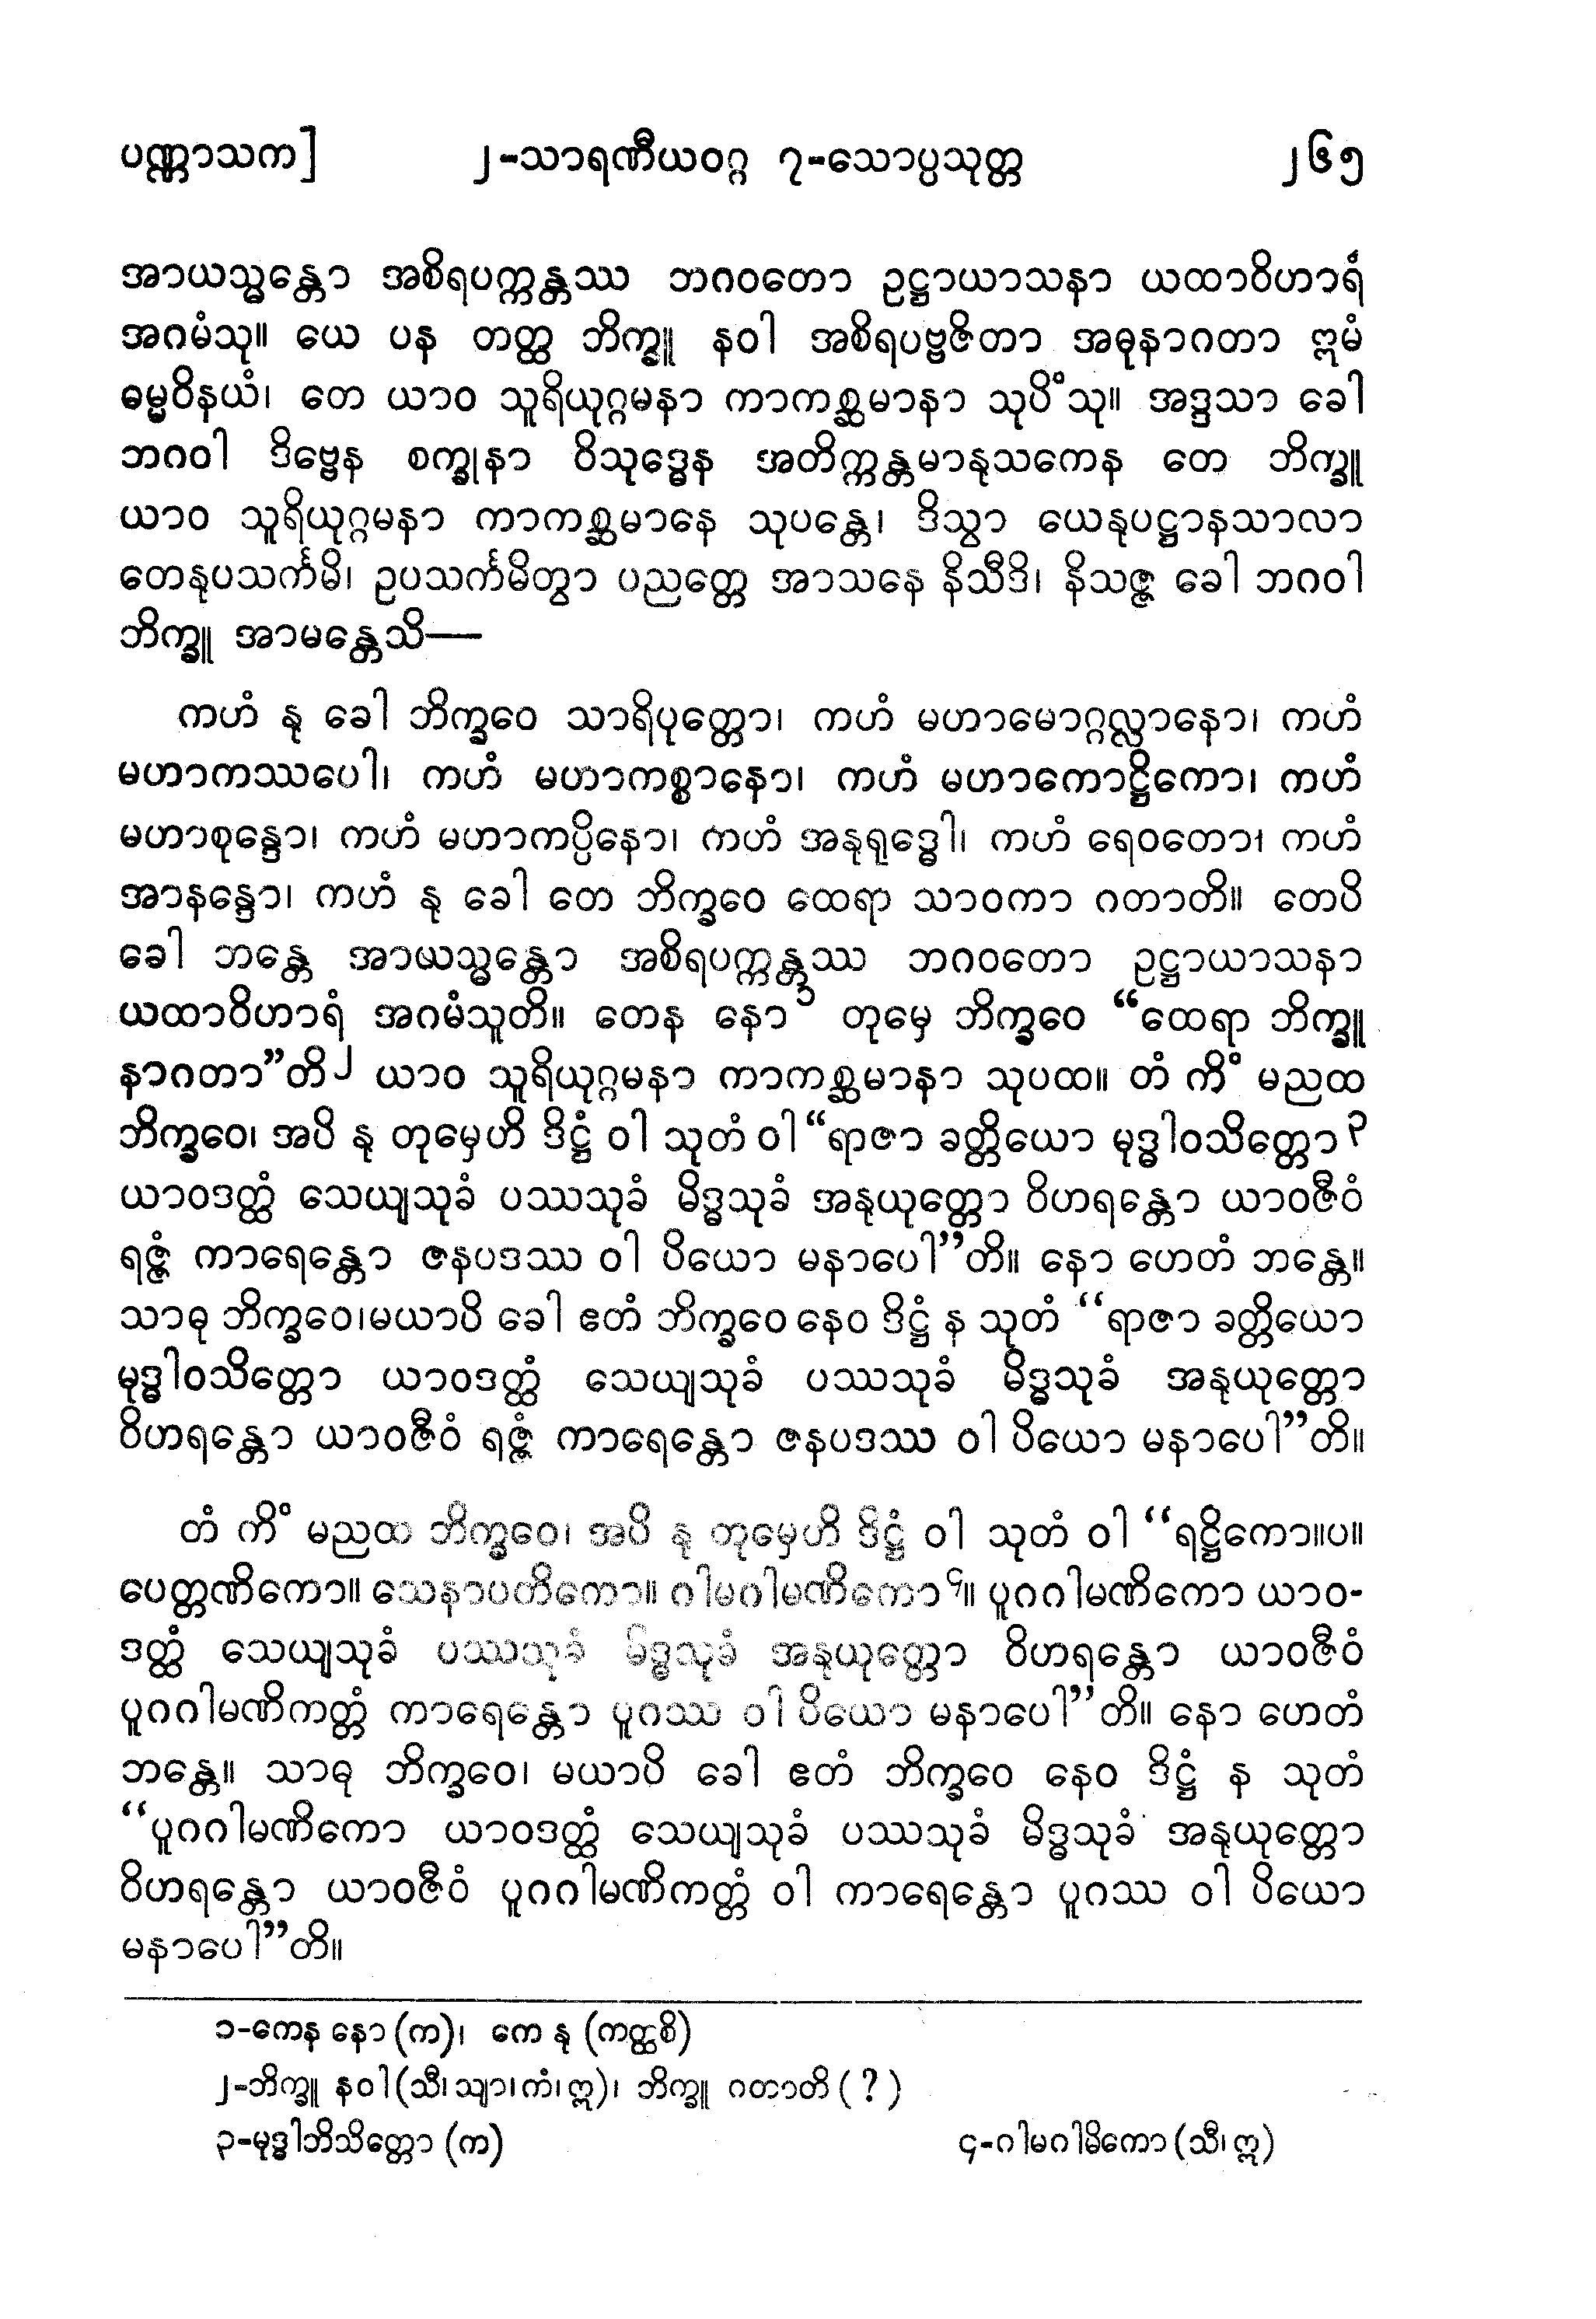 ပဏ္ဏာသက] ၂-သာရဏီယဝဂ္ဂ ၇-သောပ္ပသုတ္တ ၂၆၅
အာယသ္မန္တော အစိရပက္ကန္တဿ ဘဂဝတော ဥဋ္ဌာယာသနာ ယထာဝိဟာရံ
အဂမံသု။ ယေ ပန တတ္ထ ဘိက္ခူ နဝါ အစိရပဗ္ဗဇိတာ အဓုနာဂတာ ဣမံ
ဓမ္မဝိနယံ၊ တေ ယာဝ သူရိယုဂ္ဂမနာ ကာကစ္ဆမာနာ သုပိံသု။ အဒ္ဒသာ ခေါ
ဘဂဝါ ဒိဗ္ဗေန စက္ခုနာ ဝိသုဒ္ဓေန အတိက္ကန္တမာနုသကေန တေ ဘိက္ခူ
ယာဝ သူရိယုဂ္ဂမနာ ကာကစ္ဆမာနေ သုပန္တေ၊ ဒိသွာ ယေနုပဋ္ဌာနသာလာ
တေနုပသင်္ကမိ၊ ဥပသင်္ကမိတွာ ပညတ္တေ အာသနေ နိသီဒိ၊ နိသဇ္ဇ ခေါ ဘဂဝါ
ဘိက္ခူ အာမန္တေသိ—
ကဟံ နု ခေါ ဘိက္ခဝေ သာရိပုတ္တော၊ ကဟံ မဟာမောဂ္ဂလ္လာနော၊ ကဟံ
မဟာကဿပေါ၊ ကဟံ မဟာကစ္စာနော၊ ကဟံ မဟာကောဋ္ဌိကော၊ ကဟံ
မဟာစုန္ဒော၊ ကဟံ မဟာကပ္ပိနော၊ ကဟံ အနုရုဒ္ဓေါ၊ ကဟံ ရေဝတော၊ ကဟံ
အာနန္ဒော၊ ကဟံ နု ခေါ တေ ဘိက္ခဝေ ထေရာ သာဝကာ ဂတာတိ။ တေပိ
ခေါ ဘန္တေ အာယသ္မန္တော အစိရပက္ကန္တဿ ဘဂဝတော ဥဋ္ဌာယာသနာ
ယထာဝိဟာရံ အဂမံသူတိ။ တေန နော၁ တုမှေ ဘိက္ခဝေ “ထေရာ ဘိက္ခူ
နာဂတာ”တိ၂ ယာဝ သူရိယုဂ္ဂမနာ ကာကစ္ဆမာနာ သုပထ။ တံ ကိံ မညထ
ဘိက္ခဝေ၊ အပိ နု တုမှေဟိ ဒိဋ္ဌံ ဝါ သုတံ ဝါ “ရာဇာ ခတ္တိယော မုဒ္ဓါဝသိတ္တော၃
ယာဝဒတ္ထံ သေယျသုခံ ပဿသုခံ မိဒ္ဓသုခံ အနုယုတ္တော ဝိဟရန္တော ယာဝဇီဝံ
ရဇ္ဇံ ကာရေန္တော ဇနပဒဿ ဝါ ပိယော မနာပေါ”တိ။ နော ဟေတံ ဘန္တေ။
သာဓု ဘိက္ခဝေ၊မယာပိ ခေါ ဧတံ ဘိက္ခဝေ နေဝ ဒိဋ္ဌံ န သုတံ “ရာဇာ ခတ္တိယော
မုဒ္ဓါဝသိတ္တော ယာဝဒတ္ထံ သေယျသုခံ ပဿသုခံ မိဒ္ဓသုခံ အနုယုတ္တော
ဝိဟရန္တော ယာဝဇီဝံ ရဇ္ဇံ ကာရေန္တော ဇနပဒဿ ဝါ ပိယော မနာပေါ”တိ။
တံ ကိံ မညထ ဘိက္ခဝေ၊ အပိ နု တုမှေဟိ ဒိဋ္ဌံ ဝါ သုတံ ဝါ “ရဋ္ဌိကော။ပ။
ပေတ္တဏိကော။ သေနာပတိကော။ ဂါမဂါမဏိကော၄။ ပူဂဂါမဏိကော ယာဝ-
ဒတ္ထံ သေယျသုခံ ပဿသုခံ မိဒ္ဓသုခံ အနုယုတ္တော ဝိဟရန္တော ယာဝဇီဝံ
ပူဂဂါမဏိကတ္တံ ကာရေန္တော ပူဂဿ ဝါ ပိယော မနာပေါ”တိ။ နော ဟေတံ
ဘန္တေ။ သာဓု ဘိက္ခဝေ၊ မယာပိ ခေါ ဧတံ ဘိက္ခဝေ နေဝ ဒိဋ္ဌံ န သုတံ
“ပူဂဂါမဏိကော ယာဝဒတ္ထံ သေယျသုခံ ပဿသုခံ မိဒ္ဓသုခံ အနုယုတ္တော
ဝိဟရန္တော ယာဝဇီဝံ ပူဂဂါမဏိကတ္တံ ဝါ ကာရေန္တော ပူဂဿ ဝါ ပိယော
မနာပေါ”တိ။
၁-ကေန နော (က)၊ ကေ နု (ကတ္ထစိ)
၂-ဘိက္ခူ နဝါ (သီ၊သျာ၊ကံ၊ဣ)၊ ဘိက္ခူ ဂတာတိ (?)
၃-မုဒ္ဓါဘိသိတ္တော (က) ၄-ဂါမဂါမိကော (သီ၊ဣ)